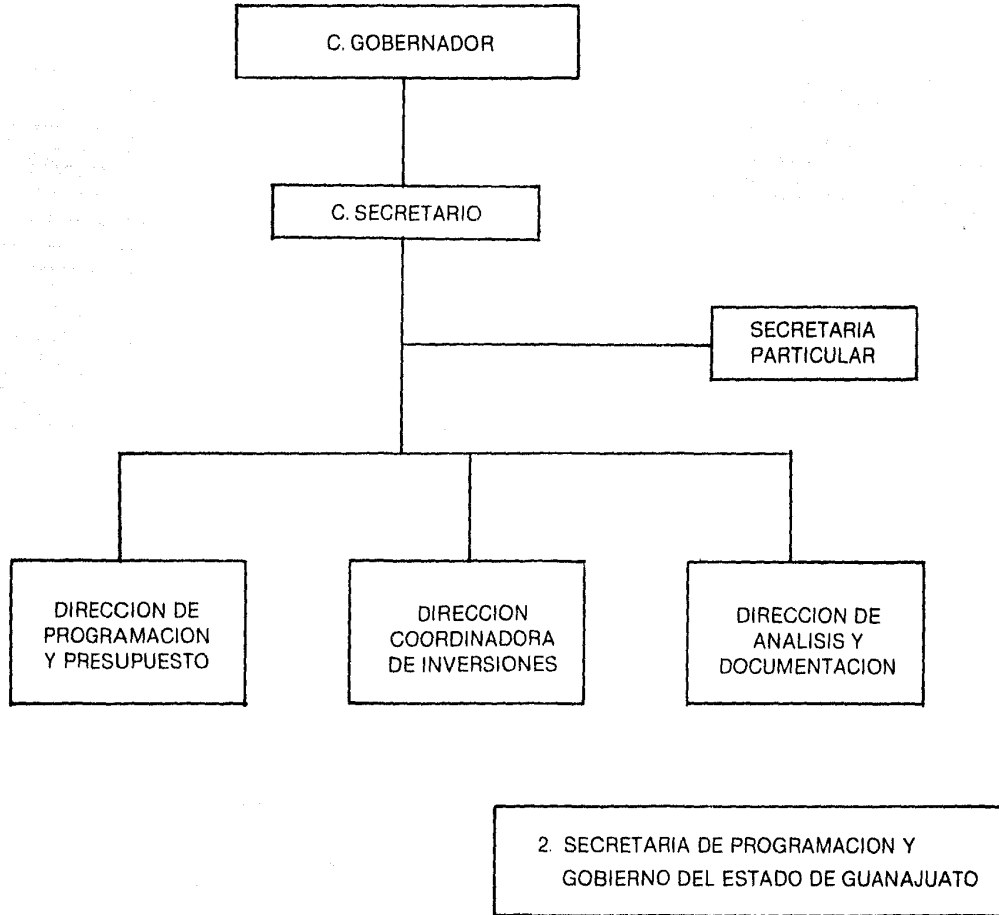 C. GOBERNADOR
C. SECRETARIO
SECRETARIA
PARTICULAR
DIRECCION DE
PROGRAMACION
Y PRESUPUESTO
DIRECCION
COORDINADORA
DE INVERSIONES
DIRECCION DE
ANALISIS Y
DOCUMENTACION
2. SECRETARIA DE PROGRAMACION Y
GOBIERNO DEL ESTADO DE GUANAJUATO